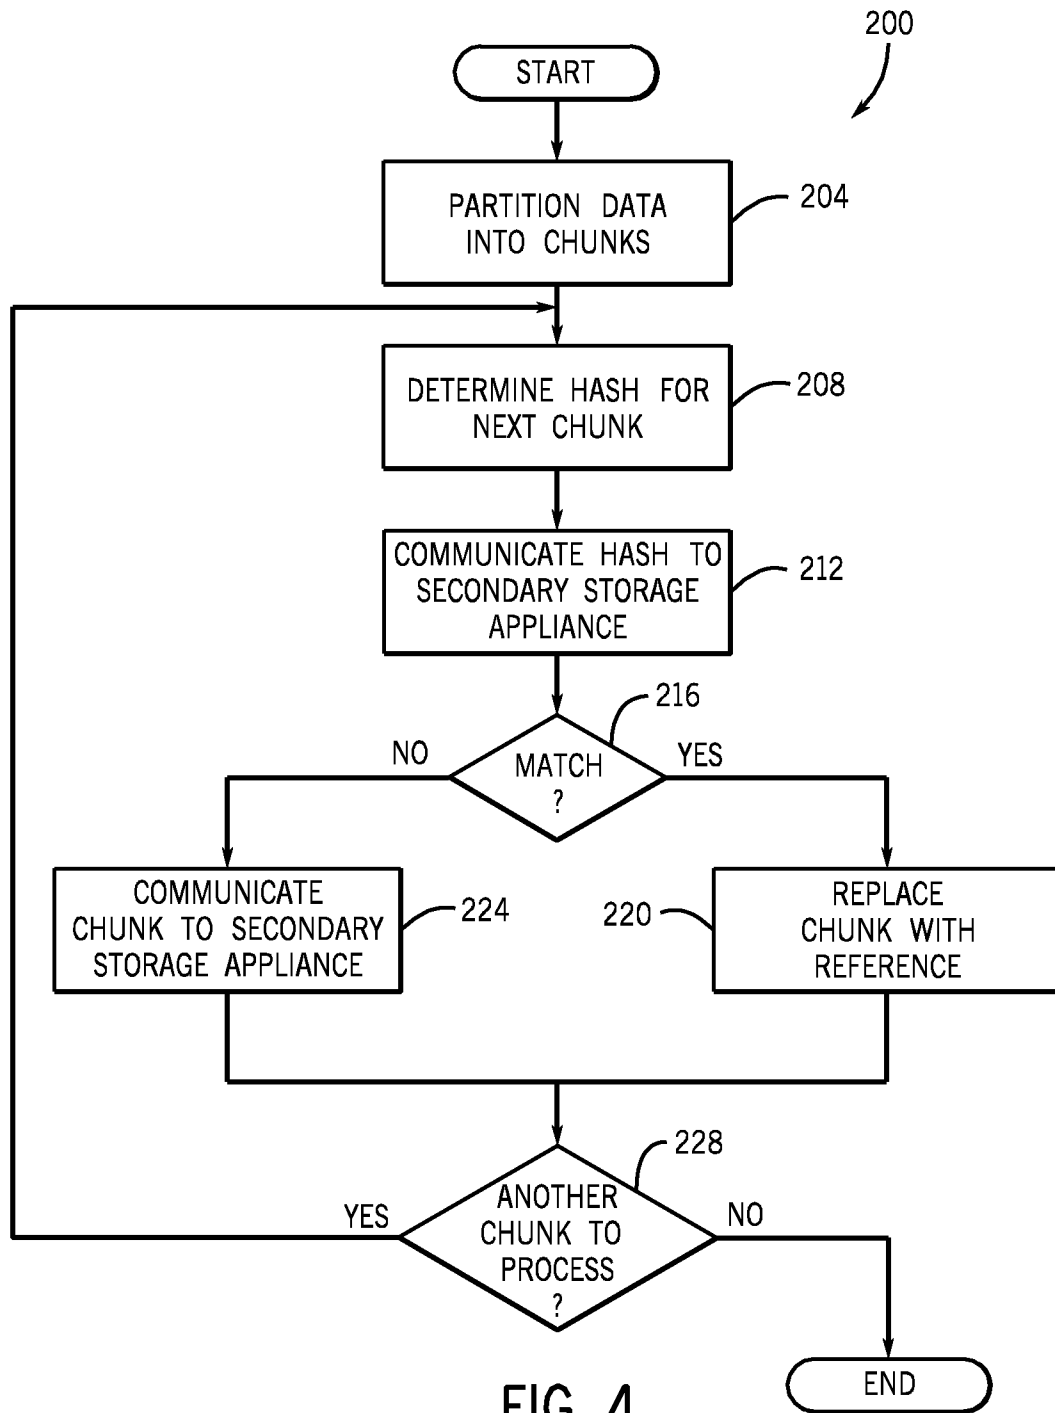 200
START
PARTITION DATA
INTO CHUNKS
204
DETERMINE HASH FOR
NEXT CHUNK
208
COMMUNICATE HASH TO
SECONDARY STORAGE
APPLIANCE
212
216
NO
MATCH
?
YES
COMMUNICATE
CHUNK TO SECONDARY
STORAGE APPLIANCE
224
220
REPLACE
CHUNK WITH
REFERENCE
228
YES
ANOTHER
CHUNK TO
PROCESS
?
NO
END
FIG. 4